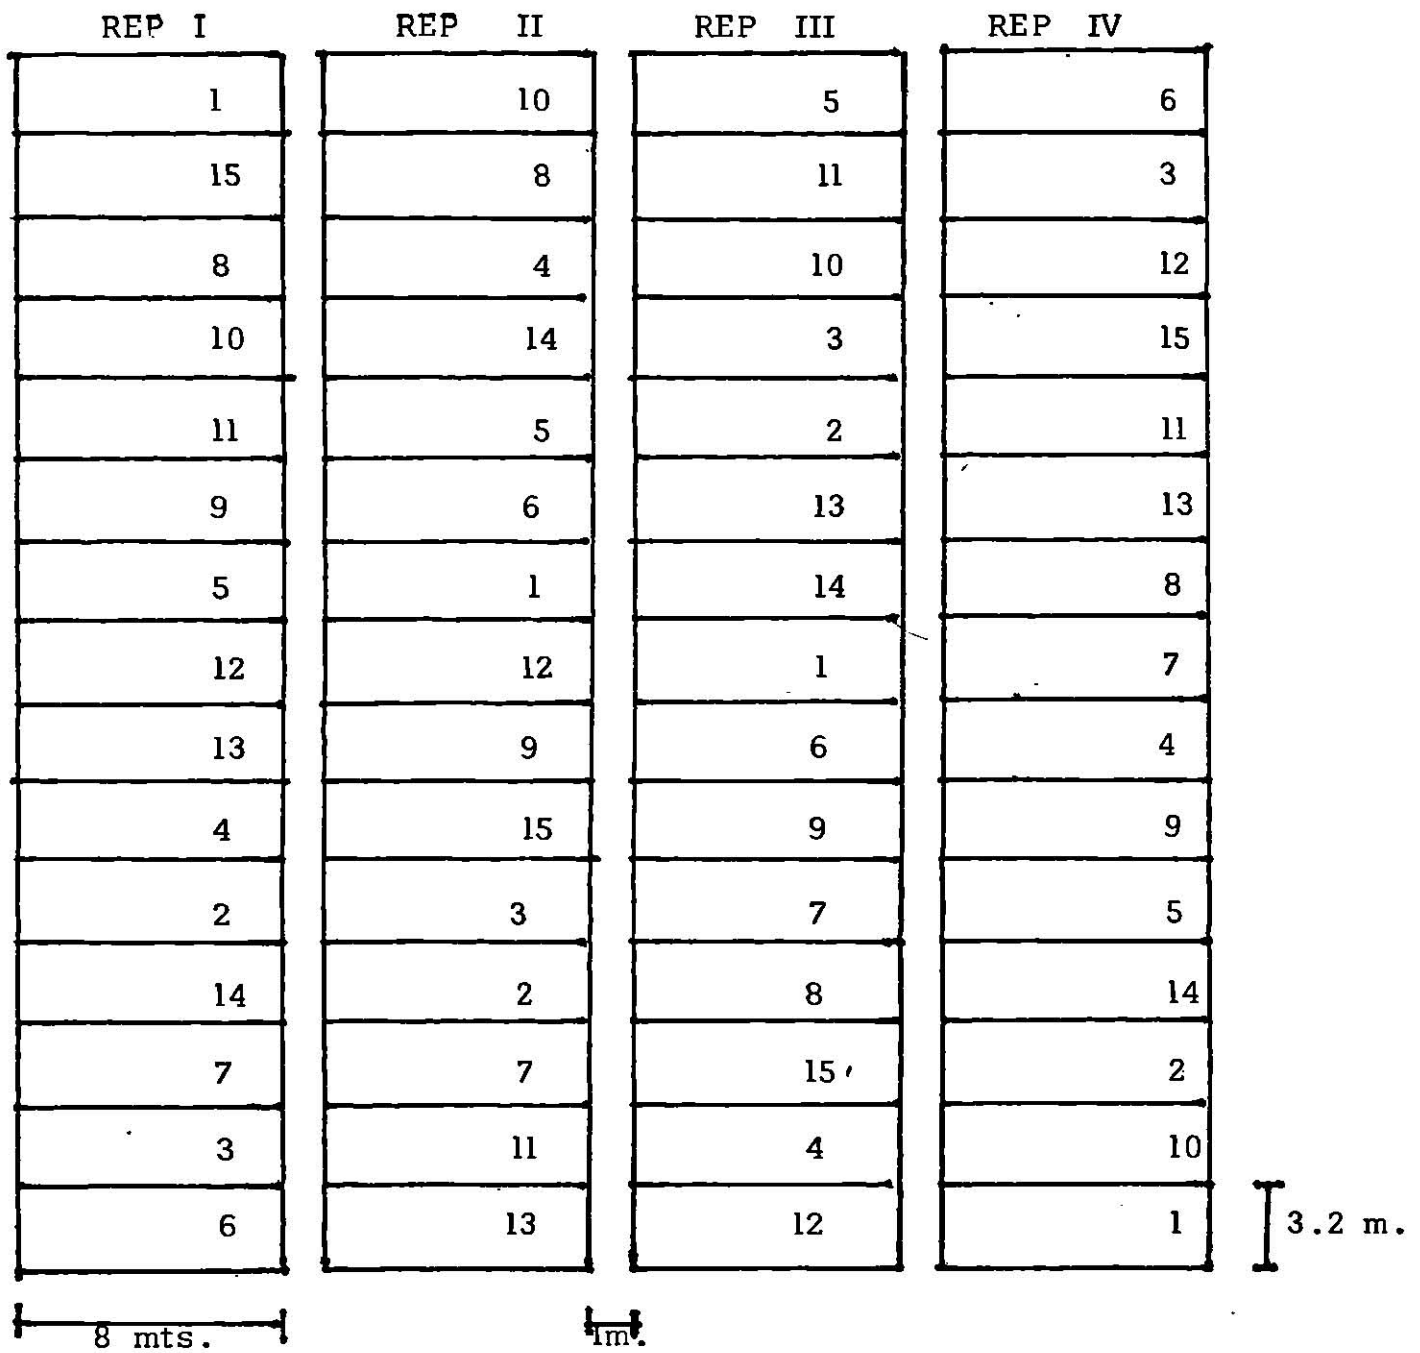 REP I REP II REP III REP IV
1 10 5 6
15 8 11 3
8 4 10 12
10 14 3 15
11 5 2 11
9 6 13 13
5 1 14 8
12 12 1 7
13 9 6 4
4 15 9 9
2 3 7 5
14 2 8 14
7 7 15 2
3 11 4 10
6 13 12 1 3.2 m.
8 mts. 1m.